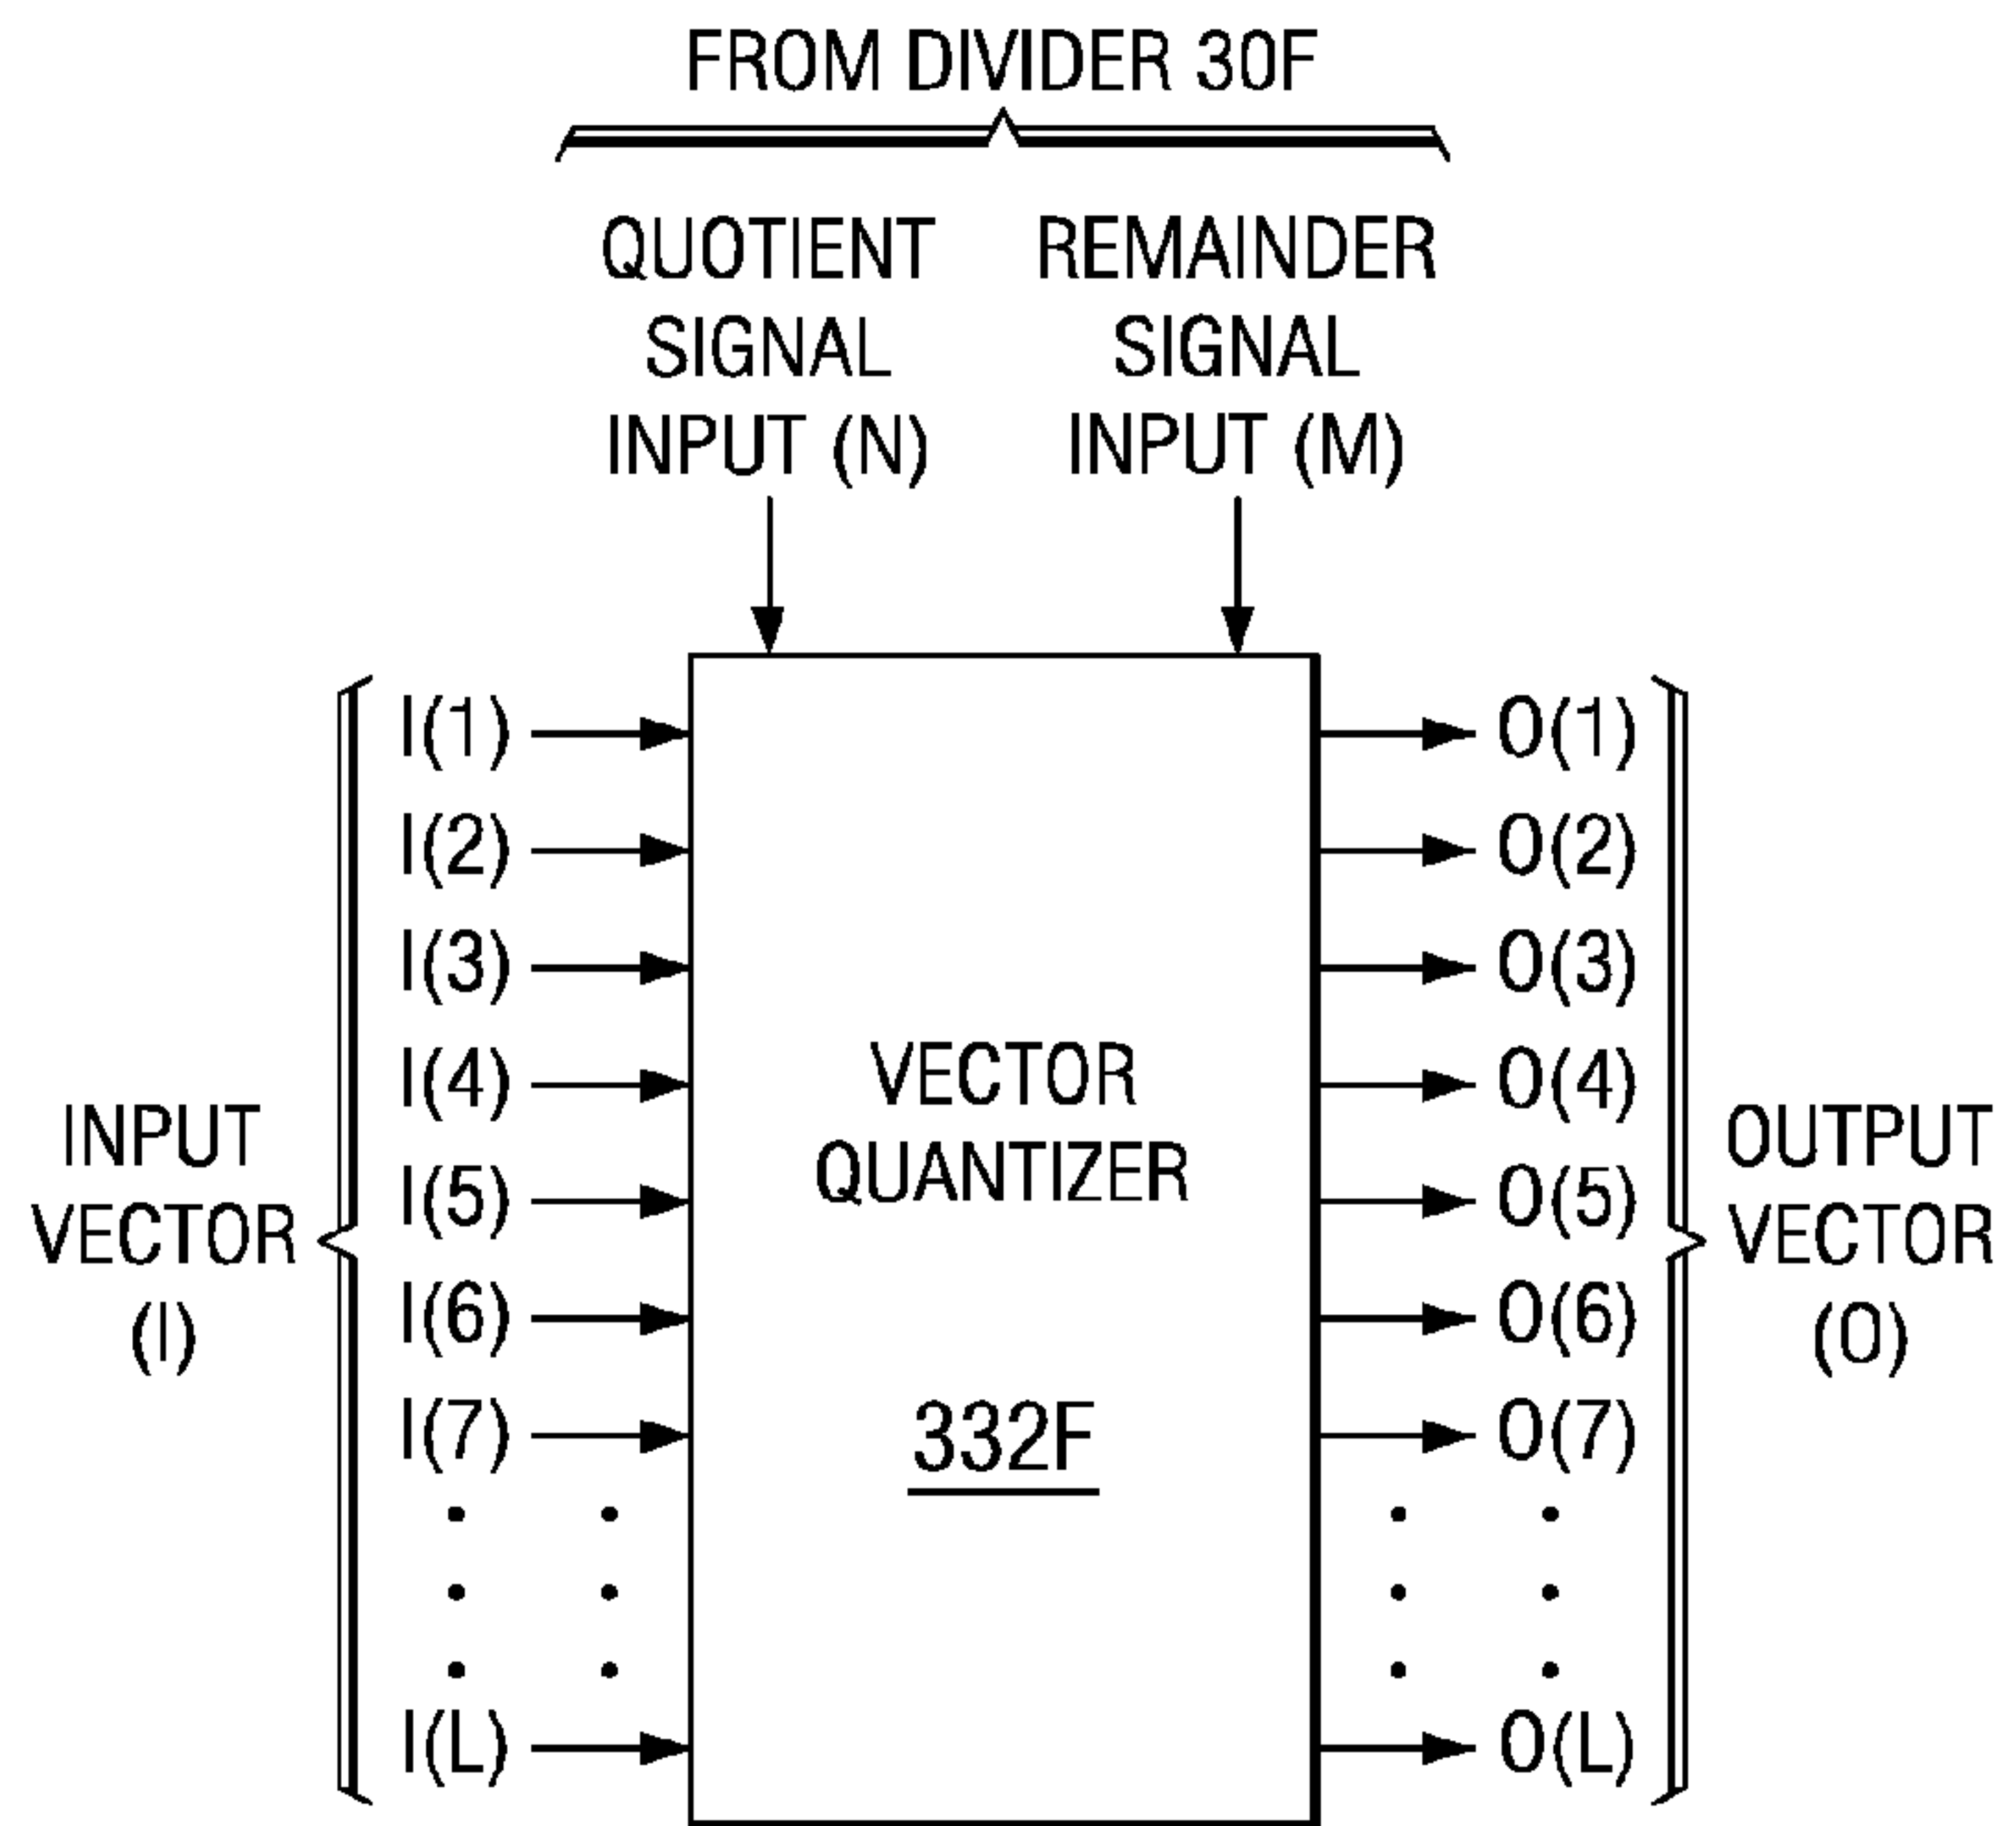 FROM DIVIDER 30F
QUOTIENT
SIGNAL
INPUT (N)
REMAINDER
SIGNAL
INPUT (M)
INPUT
VECTOR
(I)
I(1)
I(2)
I(3)
I(4)
I(5)
I(6)
I(7)
I(L)
VECTOR
QUANTIZER
332F
O(1)
O(2)
O(3)
O(4)
O(5)
O(6)
O(7)
O(L)
OUTPUT
VECTOR
(O)